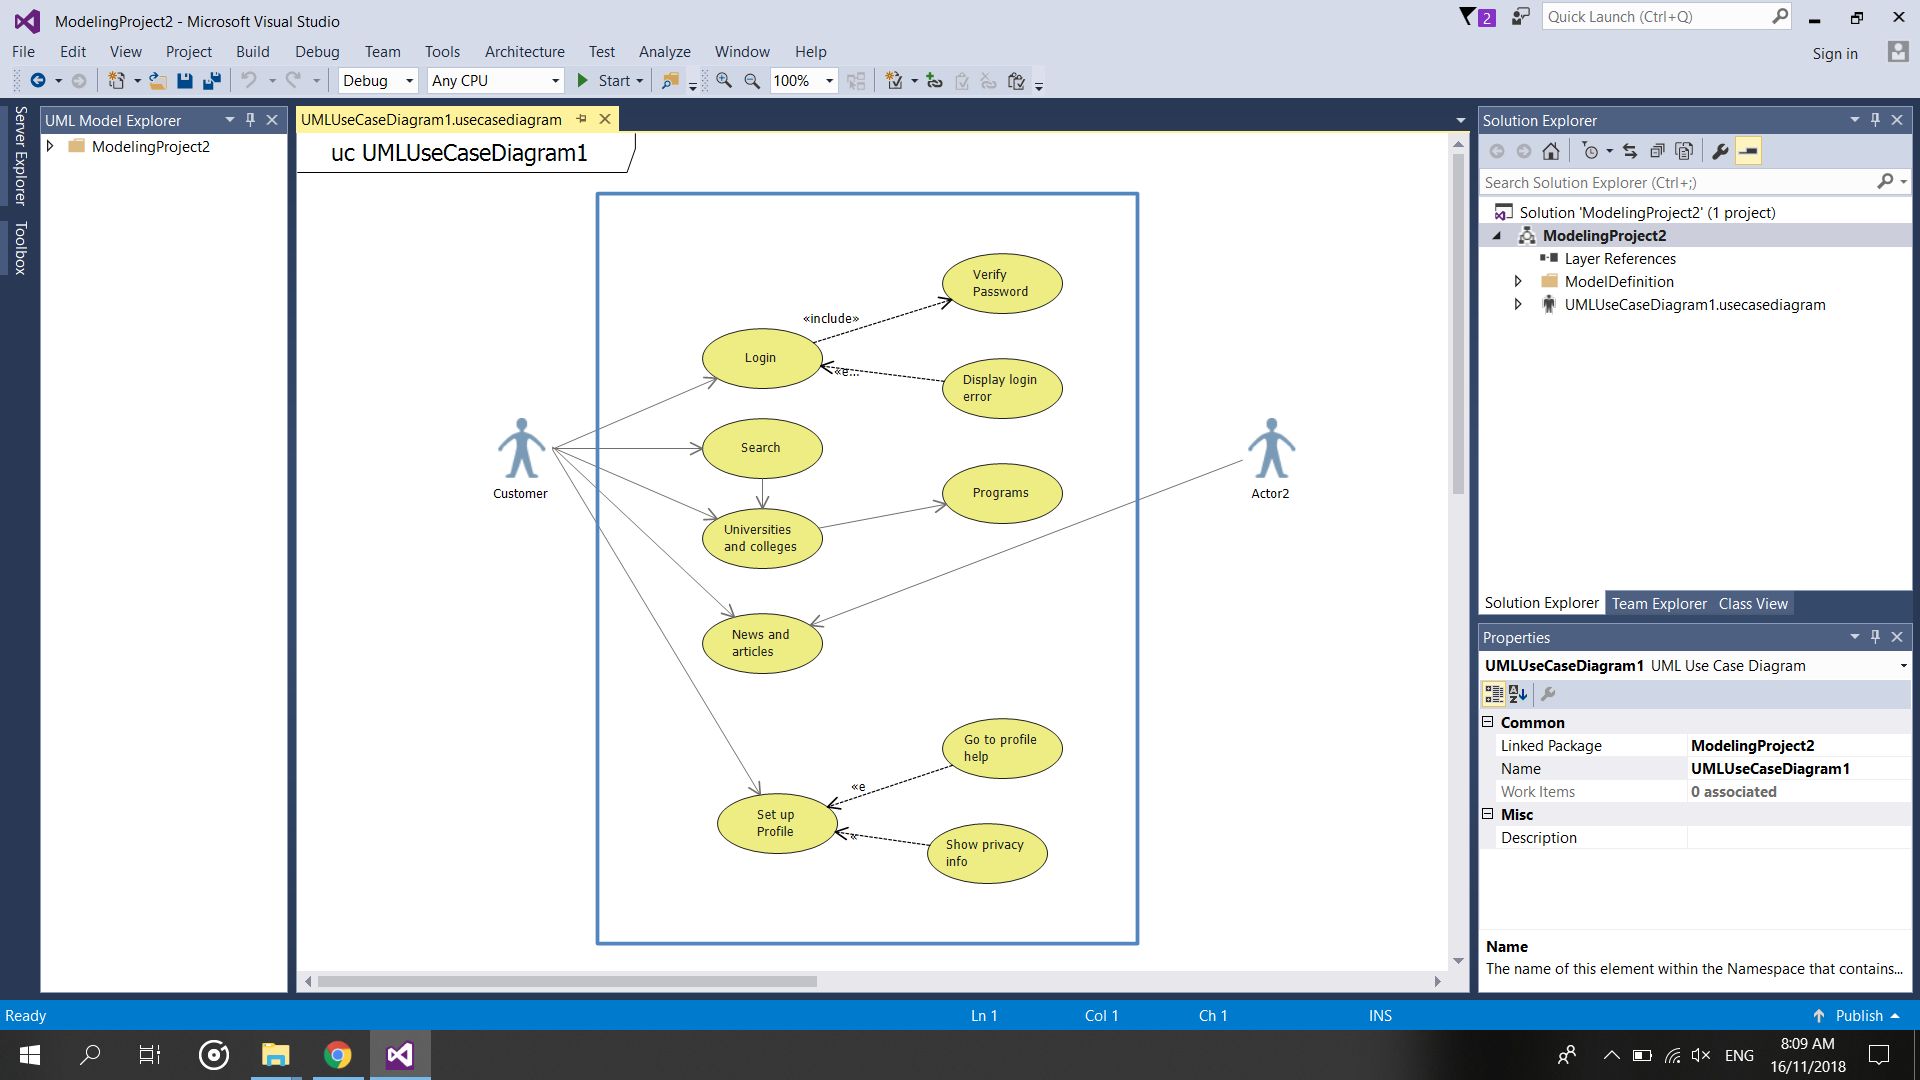 ModelingProject2 - Microsoft Visual Studio
2
Quick Launch (Ctrl+Q)
File Edit View Project Build Debug Team Tools Architecture Test Analyze Window Help
Sign in
Debug Any CPU Start 100%
Server Explorer
Toolbox
UML Model Explorer
ModelingProject2
UMLUseCaseDiagram1.usecasediagram
uc UMLUseCaseDiagram1
Verify
Password
«include»
Login
«e...
Display login
error
Search
Customer
Programs
Actor2
Universities
and colleges
News and
articles
Go to profile
help
«e
Set up
Profile
«
Show privacy
info
Solution Explorer
Search Solution Explorer (Ctrl+;)
Solution 'ModelingProject2' (1 project)
ModelingProject2
Layer References
ModelDefinition
UMLUseCaseDiagram1.usecasediagram
Solution Explorer Team Explorer Class View
Properties
UMLUseCaseDiagram1 UML Use Case Diagram
Common
Linked Package ModelingProject2
Name UMLUseCaseDiagram1
Work Items 0 associated
Misc
Description
Name
The name of this element within the Namespace that contains...
Ready
Ln 1 Col 1 Ch 1 INS
Publish
ENG
8:09 AM
16/11/2018